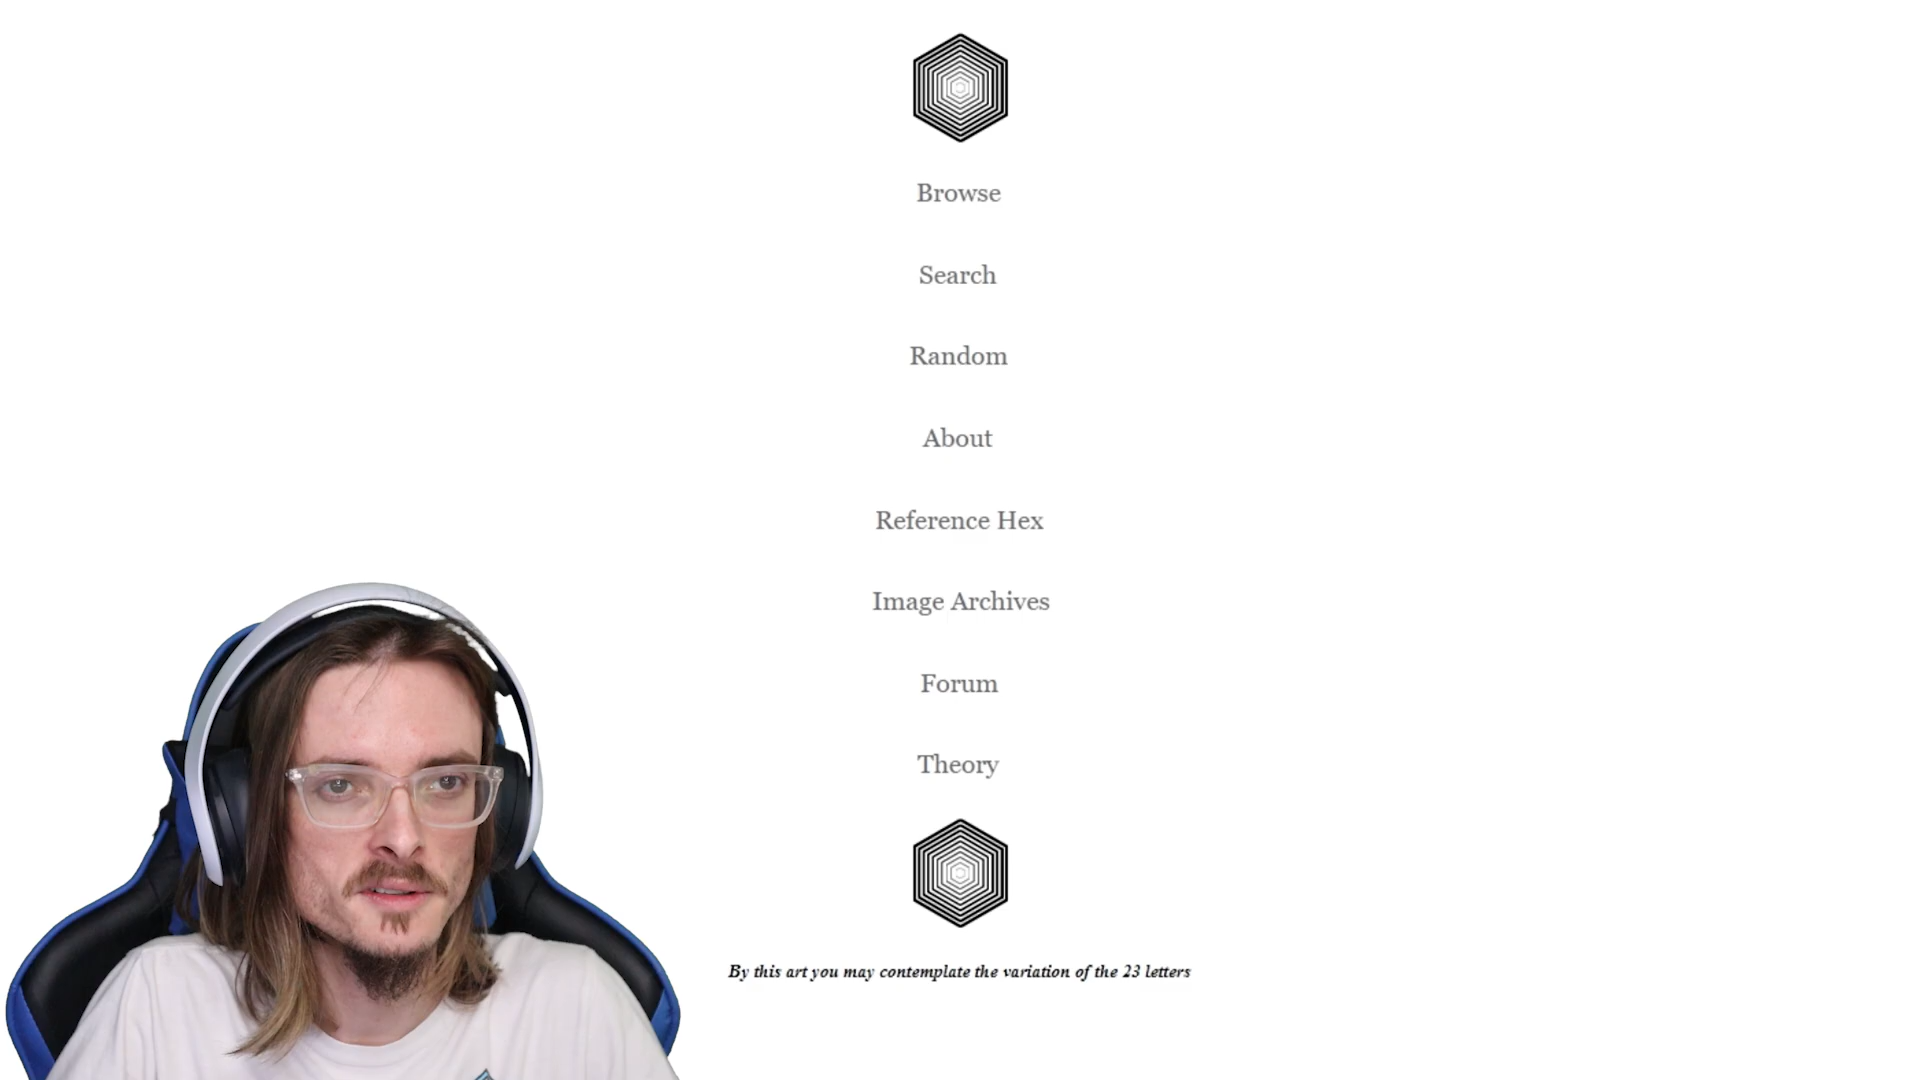 Browse
Search
Random
About
Reference Hex
Image Archives
Forum
Theory
By this art you may contemplate the variation of the 23 letters